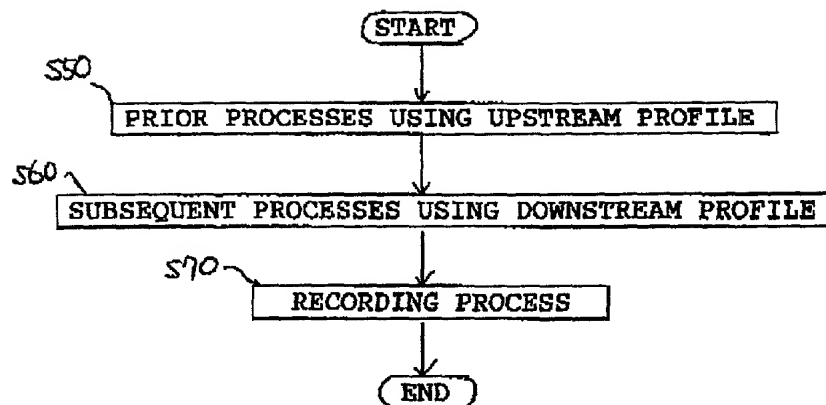 START
S50
PRIOR PROCESSES USING UPSTREAM PROFILE
S60
SUBSEQUENT PROCESSES USING DOWNSTREAM PROFILE
S70
RECORDING PROCESS
END